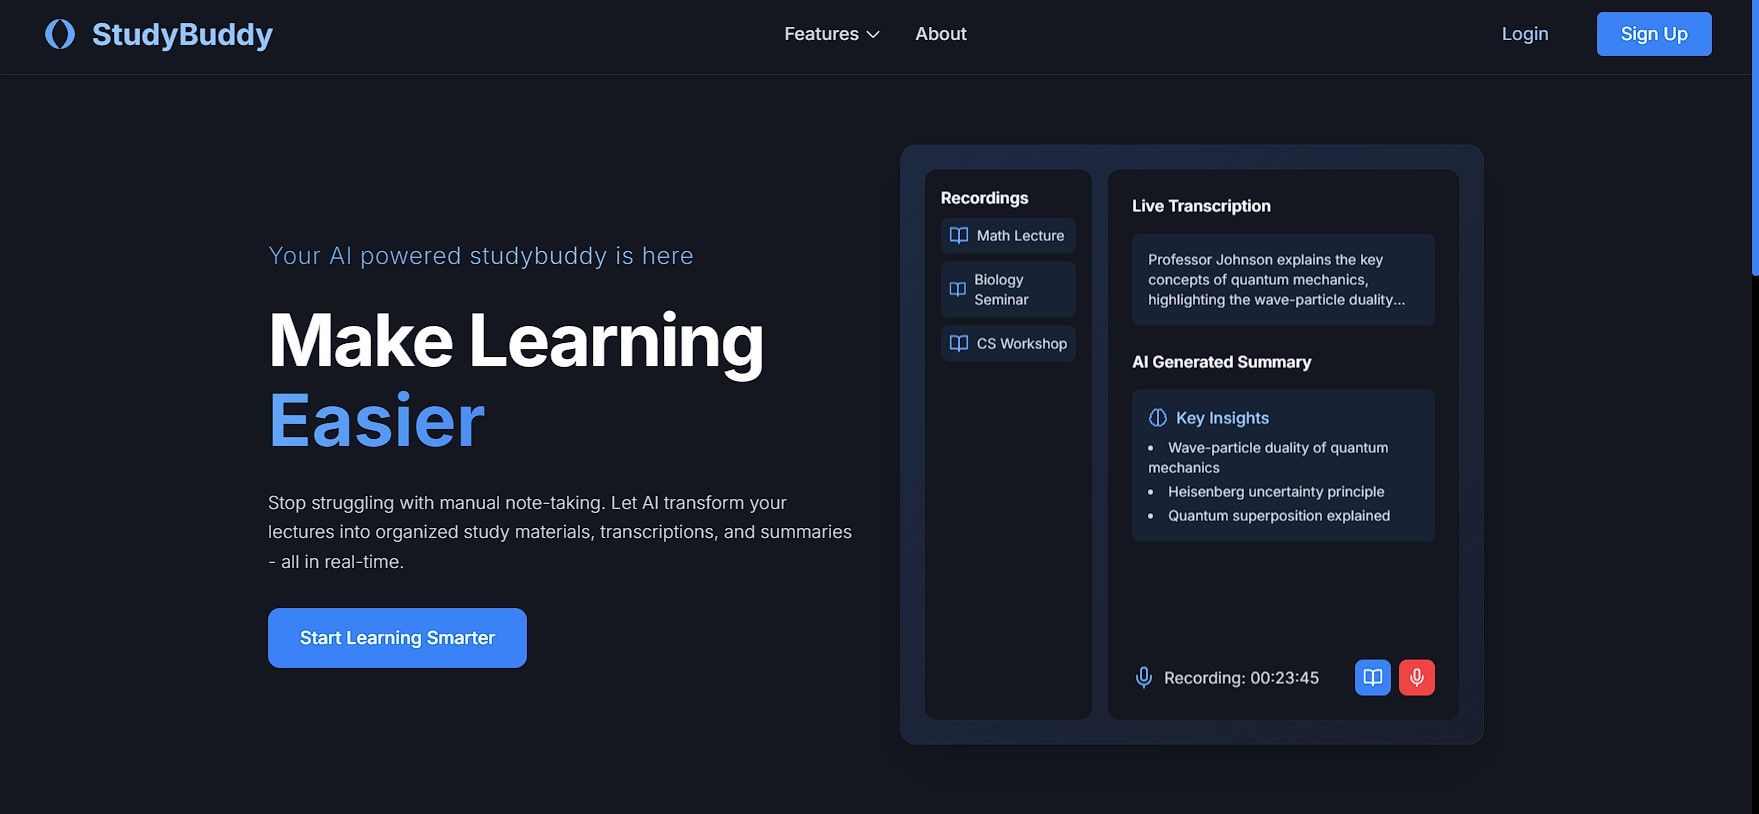 StudyBuddy
Features
About
Login
Sign Up
Your AI powered studybuddy is here
Make Learning
Easier
Stop struggling with manual note-taking. Let AI transform your
lectures into organized study materials, transcriptions, and summaries
- all in real-time.
Start Learning Smarter
Recordings
Math Lecture
Biology
Seminar
CS Workshop
Live Transcription
Professor Johnson explains the key
concepts of quantum mechanics,
highlighting the wave-particle duality...
AI Generated Summary
Key Insights
• Wave-particle duality of quantum
mechanics
• Heisenberg uncertainty principle
• Quantum superposition explained
Recording: 00:23:45